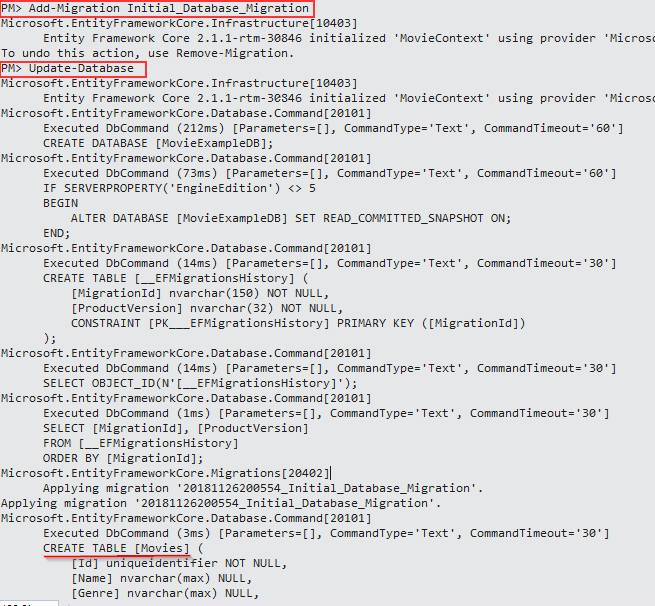 PM> Add-Migration Initial_Database_Migration
Microsoft.EntityFrameworkCore.Infrastructure[10403]
Entity Framework Core 2.1.1-rtm-30846 initialized 'MovieContext' using provider 'Micros
To undo this action, use Remove-Migration.
PM> Update-Database
Microsoft.EntityFrameworkCore.Infrastructure[10403]
Entity Framework Core 2.1.1-rtm-30846 initialized 'MovieContext' using provider 'Micros
Microsoft.EntityFrameworkCore.Database.Command[20101]
Executed DbCommand (212ms) [Parameters=[], CommandType='Text', CommandTimeout='60']
CREATE DATABASE [MovieExampleDB];
Microsoft.EntityFrameworkCore.Database.Command[20101]
Executed DbCommand (73ms) [Parameters=[], CommandType='Text', CommandTimeout='60']
IF SERVERPROPERTY('EngineEdition') <> 5
BEGIN
ALTER DATABASE [MovieExampleDB] SET READ_COMMITTED_SNAPSHOT ON;
END;
Microsoft.EntityFrameworkCore.Database.Command[20101]
Executed DbCommand (14ms) [Parameters=[], CommandType='Text', CommandTimeout='30']
CREATE TABLE [__EFMigrationsHistory] (
[MigrationId] nvarchar(150) NOT NULL,
[ProductVersion] nvarchar(32) NOT NULL,
CONSTRAINT [PK___EFMigrationsHistory] PRIMARY KEY ([MigrationId])
);
Microsoft.EntityFrameworkCore.Database.Command[20101]
Executed DbCommand (14ms) [Parameters=[], CommandType='Text', CommandTimeout='30']
SELECT OBJECT_ID(N'[__EFMigrationsHistory]');
Microsoft.EntityFrameworkCore.Database.Command[20101]
Executed DbCommand (1ms) [Parameters=[], CommandType='Text', CommandTimeout='30']
SELECT [MigrationId], [ProductVersion]
FROM [__EFMigrationsHistory]
ORDER BY [MigrationId];
Microsoft.EntityFrameworkCore.Migrations[20402]
Applying migration '20181126200554_Initial_Database_Migration'.
Applying migration '20181126200554_Initial_Database_Migration'.
Microsoft.EntityFrameworkCore.Database.Command[20101]
Executed DbCommand (3ms) [Parameters=[], CommandType='Text', CommandTimeout='30']
CREATE TABLE [Movies] (
[Id] uniqueidentifier NOT NULL,
[Name] nvarchar(max) NULL,
[Genre] nvarchar(max) NULL,